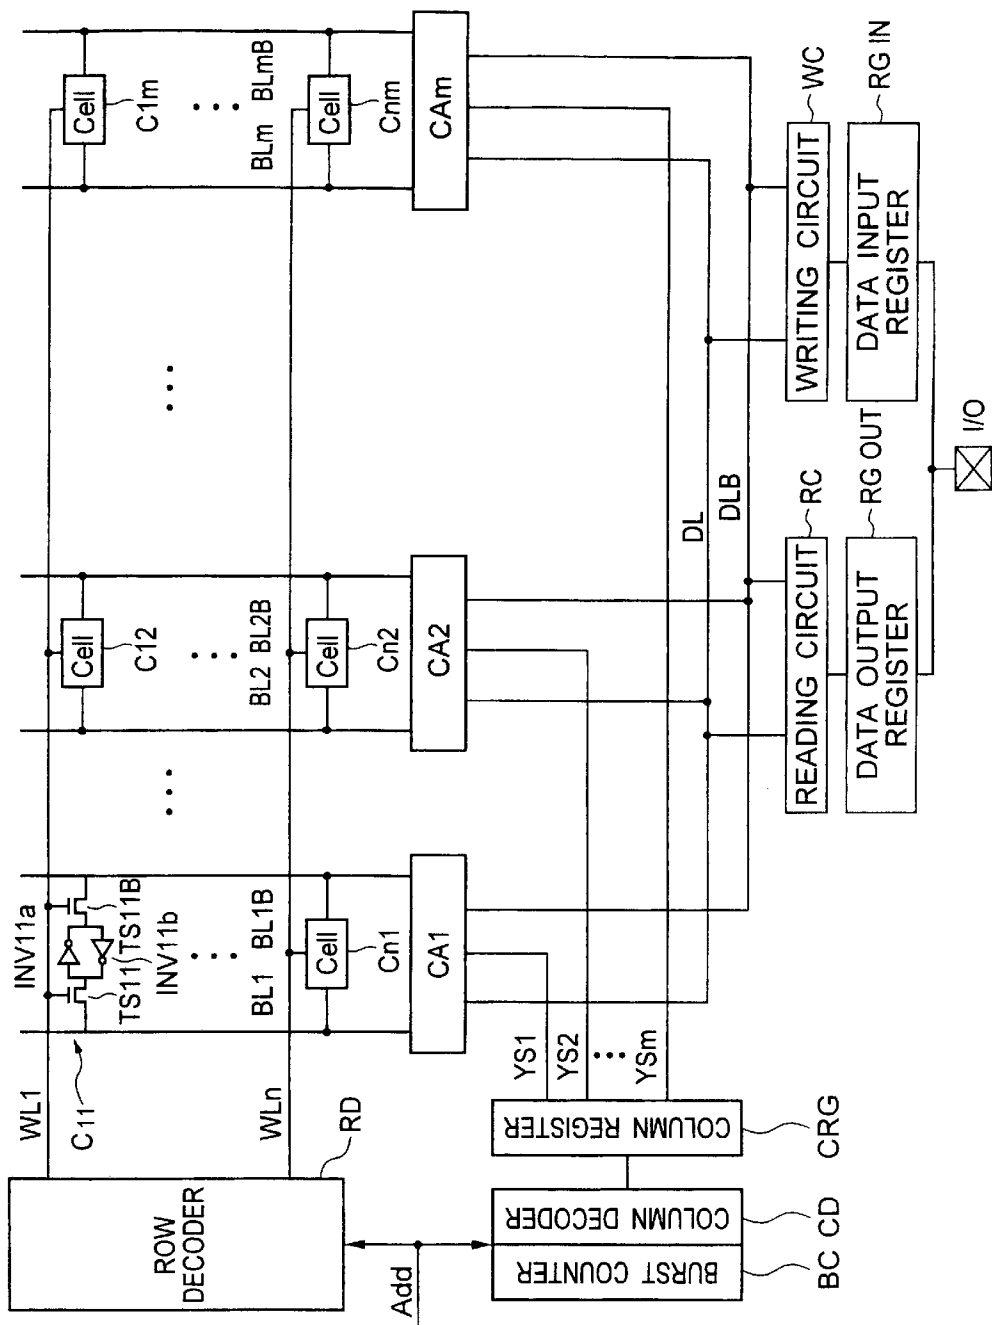 WL1
INV11a
C11
TS11
TS11B
INV11b
BL1
BL1B
Cell
Cn1
CA1
Cell
C12
BL2
BL2B
Cell
Cn2
CA2
Cell
C1m
BLm
BLmB
Cell
Cnm
CAm
ROW
DECODER
RD
WLn
Add
BURST COUNTER
COLUMN DECODER
BC
CD
COLUMN REGISTER
CRG
YS1
YS2
YSm
DL
DLB
READING CIRCUIT
RC
DATA OUTPUT
REGISTER
RG OUT
WRITING CIRCUIT
WC
DATA INPUT
REGISTER
RG IN
I/O